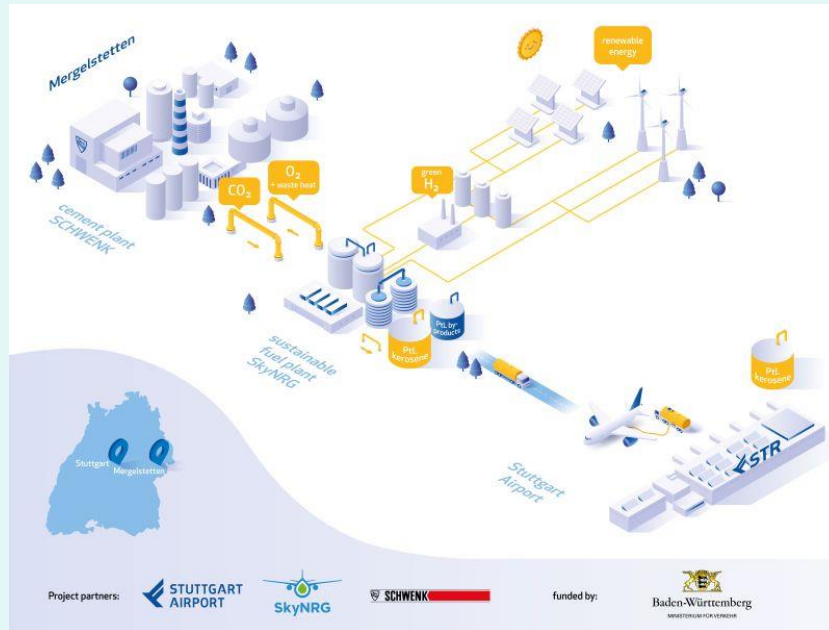 Mergelstetten
cement plant
SCHWENK
CO₂
O₂
+ waste heat
green
H₂
renewable
energy
sustainable
fuel plant
SkyNRG
PtL
kerosene
PtL by-
products
PtL
kerosene
Stuttgart
Airport
STR
Stuttgart
Mergelstetten
Project partners:
STUTTGART
AIRPORT
SkyNRG
SCHWENK
funded by:
Baden-Württemberg
MINISTERIUM FÜR VERKEHR